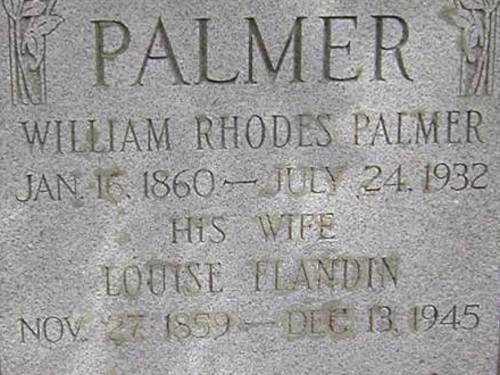 PALMER
WILLIAM RHODES PALMER
JAN. 16, 1860 — JULY 24, 1932
HIS WIFE
LOUISE FLANDIN
NOV. 27, 1859 — DEC. 13, 1945